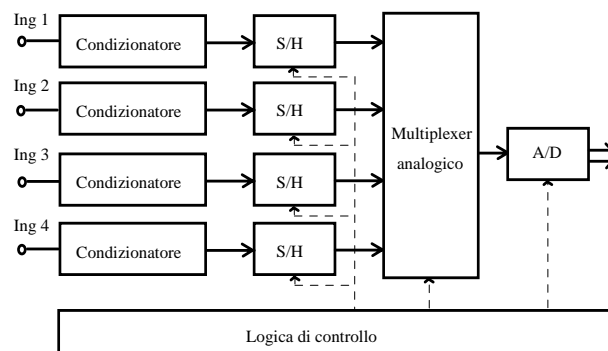 Ing 1
Condizionatore
S/H
Ing 2
Condizionatore
S/H
Multiplexer
analogico
A/D
Ing 3
Condizionatore
S/H
Ing 4
Condizionatore
S/H
Logica di controllo